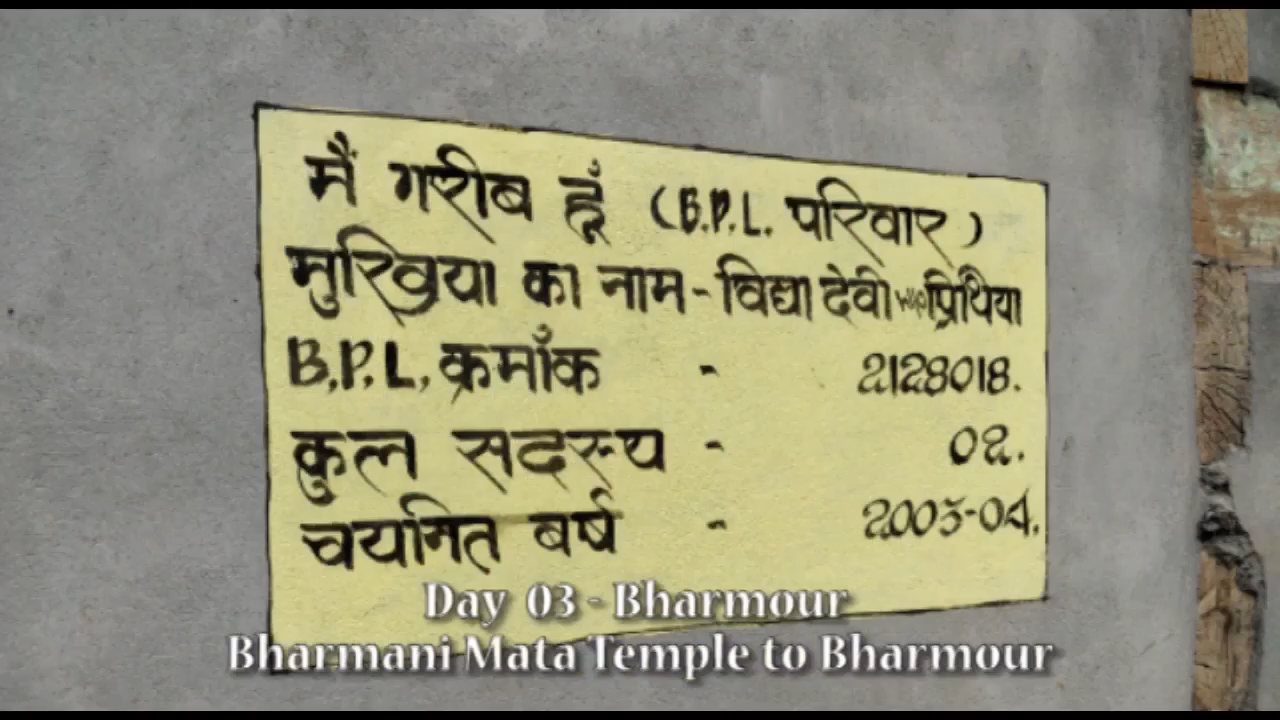 मैं गरीब हूँ (B.P.L. परिवार)
मुखिया का नाम - विद्या देवी w/o प्रिथिया
B.P.L. क्रमाँक - 2128018.
कुल सदस्य - 02.
चयनित बर्ष - 2003-04.
Day 03 - Bharmour
Bharmani Mata Temple to Bharmour